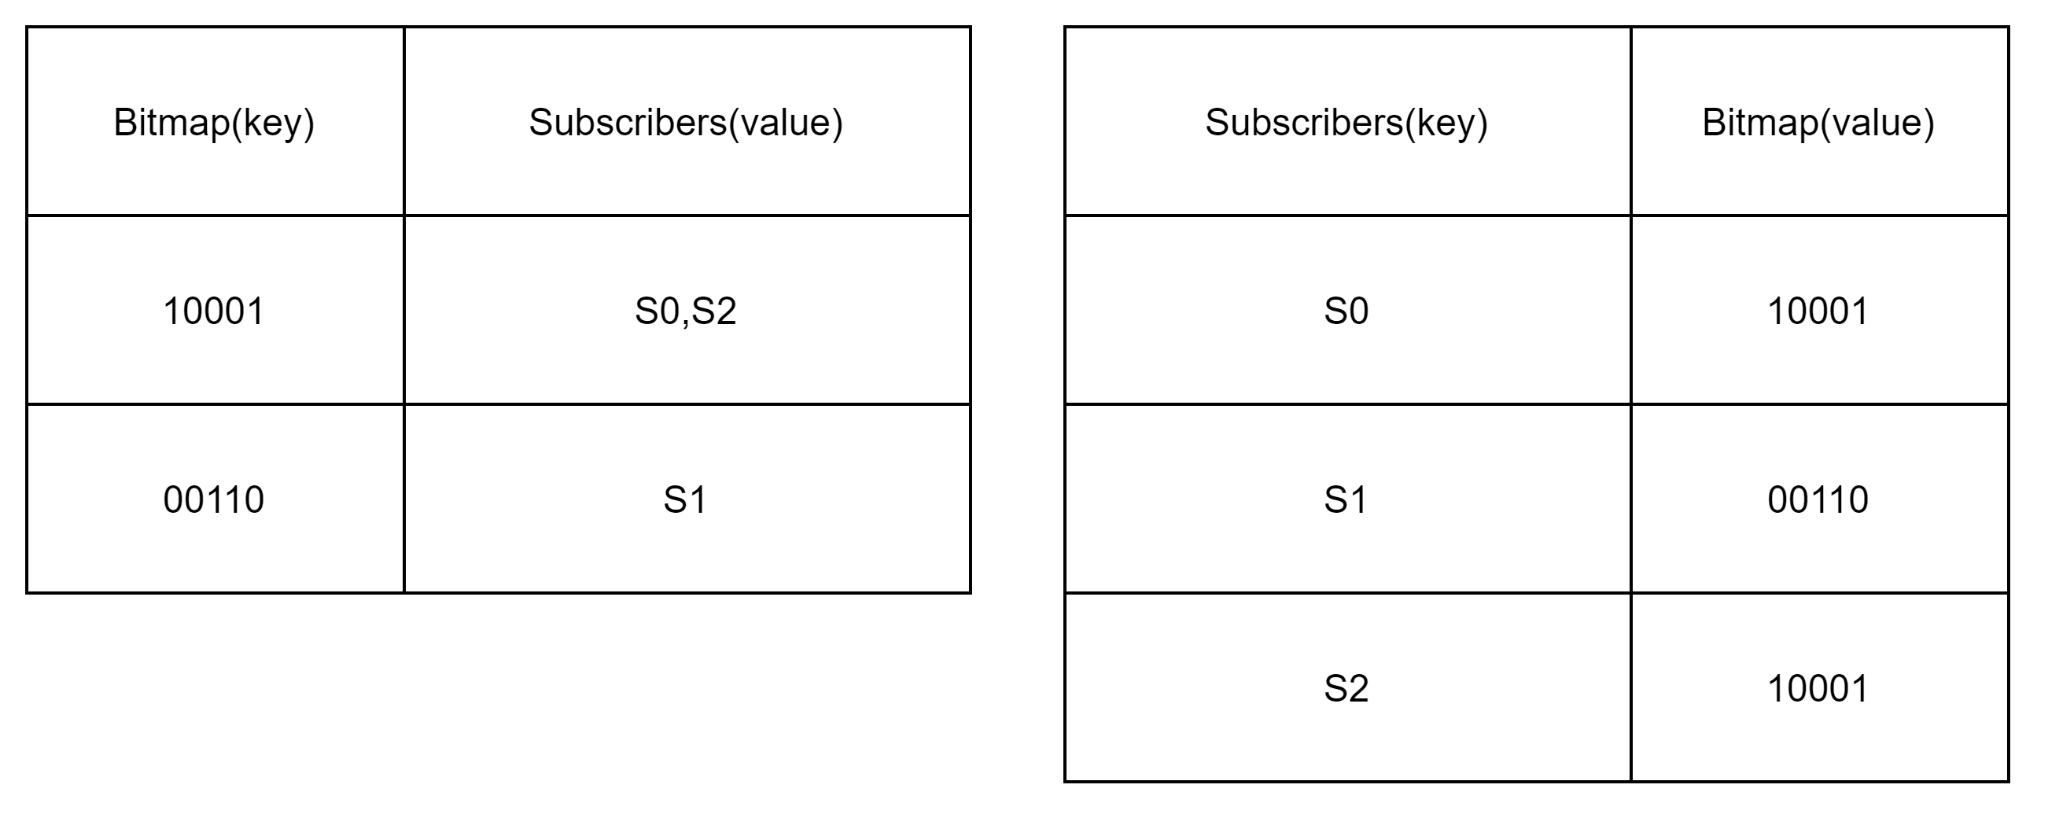 Bitmap(key)
Subscribers(value)
10001
S0,S2
00110
S1
Subscribers(key)
Bitmap(value)
S0
10001
S1
00110
S2
10001